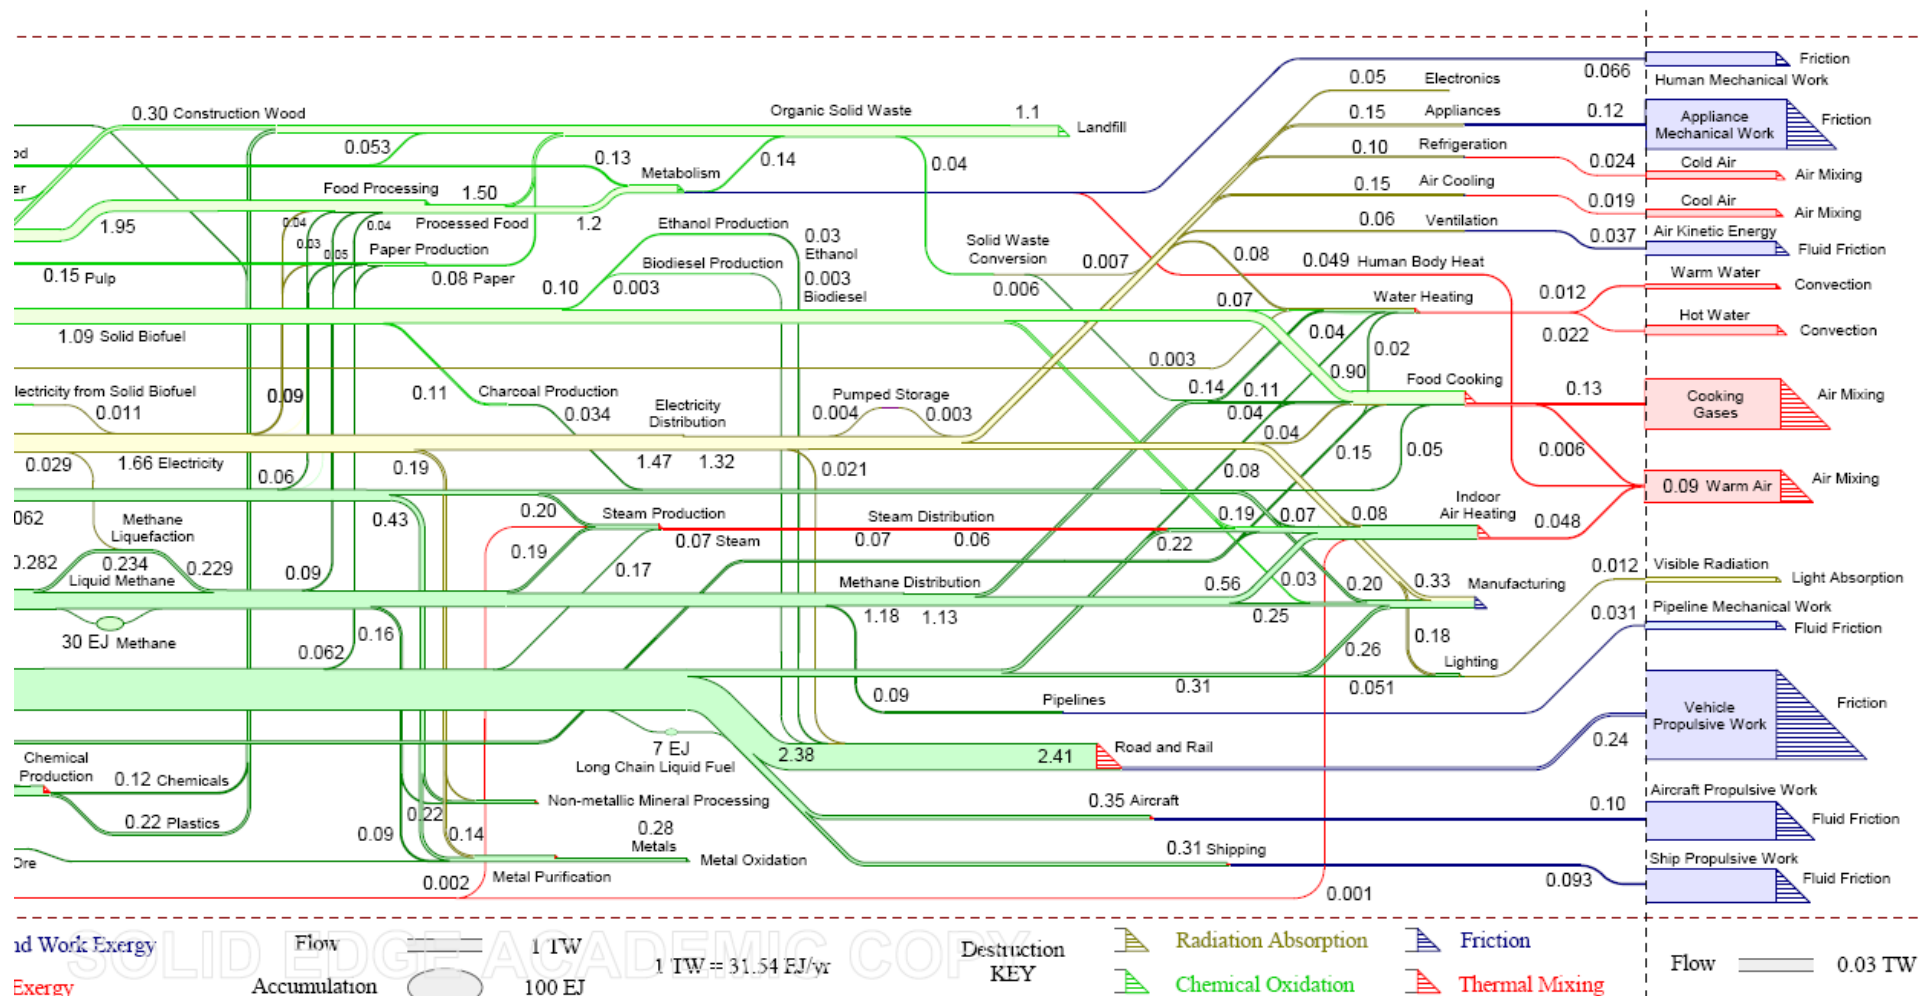 0.05 Electronics
0.066
Friction
Human Mechanical Work
0.30 Construction Wood
Organic Solid Waste
1.1
Landfill
0.15 Appliances
0.12
Appliance
Mechanical Work
Friction
0.053
0.13
0.14
0.04
0.10 Refrigeration
0.024
Cold Air
Air Mixing
Metabolism
Food Processing
1.50
0.15 Air Cooling
0.019
Cool Air
Air Mixing
1.95
0.04
0.04
Processed Food
1.2
Ethanol Production
0.06 Ventilation
0.037
Air Kinetic Energy
Fluid Friction
0.03
0.05
Paper Production
0.03
Ethanol
Biodiesel Production
0.003
Biodiesel
Solid Waste
Conversion
0.007
0.08
0.049 Human Body Heat
Warm Water
Convection
0.15 Pulp
0.08 Paper
0.10
0.003
0.006
0.07
Water Heating
0.012
Hot Water
Convection
0.022
1.09 Solid Biofuel
0.04
0.02
0.003
0.90
Food Cooking
0.13
Cooking
Gases
Air Mixing
lectricity from Solid Biofuel
0.011
0.09
0.11
Charcoal Production
0.034
Electricity
Distribution
Pumped Storage
0.004
0.003
0.14
0.11
0.04
0.04
0.006
0.029
1.66 Electricity
0.06
0.19
1.47
1.32
0.021
0.08
0.15
0.05
0.09 Warm Air
Air Mixing
062
Methane
Liquefaction
0.43
0.20
Steam Production
Steam Distribution
0.19
0.07
0.08
Indoor
Air Heating
0.048
0.282
0.234
Liquid Methane
0.229
0.09
0.19
0.07 Steam
0.07
0.06
0.22
0.17
Methane Distribution
0.56
0.03
0.20
0.33
Manufacturing
0.012
Visible Radiation
Light Absorption
30 EJ Methane
0.16
1.18
1.13
0.25
0.031
Pipeline Mechanical Work
Fluid Friction
0.062
0.26
0.18
Lighting
0.09
Pipelines
0.31
0.051
Vehicle
Propulsive Work
Friction
0.24
7 EJ
Long Chain Liquid Fuel
2.38
2.41
Road and Rail
Chemical
Production
0.12 Chemicals
Non-metallic Mineral Processing
0.35 Aircraft
0.10
Aircraft Propulsive Work
Fluid Friction
0.22 Plastics
0.09
0.22
0.14
0.28
Metals
Metal Oxidation
0.31 Shipping
0.093
Ship Propulsive Work
Fluid Friction
Ore
0.002
Metal Purification
0.001
nd Work Exergy
Flow
1 TW
1 TW = 31.54 EJ/yr
Destruction
KEY
Radiation Absorption
Friction
Flow
0.03 TW
Exergy
Accumulation
100 EJ
Chemical Oxidation
Thermal Mixing
SOLID EDGE ACADEMIC COPY